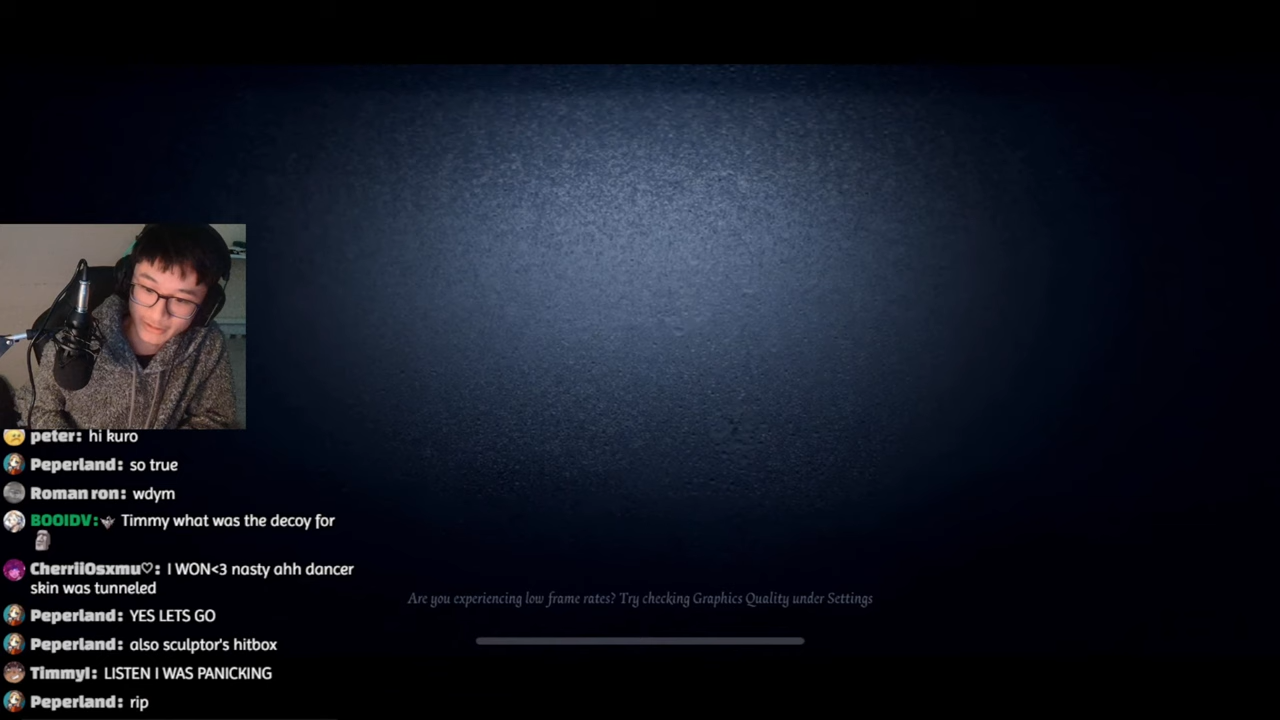 peter: hi kuro
Peperland: so true
Roman ron: wdym
BOOIDV: Timmy what was the decoy for
CherriiOsxmu♡: I WON<3 nasty ahh dancer
skin was tunneled
Peperland: YES LETS GO
Peperland: also sculptor's hitbox
TimmyI: LISTEN I WAS PANICKING
Peperland: rip
Are you experiencing low frame rates? Try checking Graphics Quality under Settings